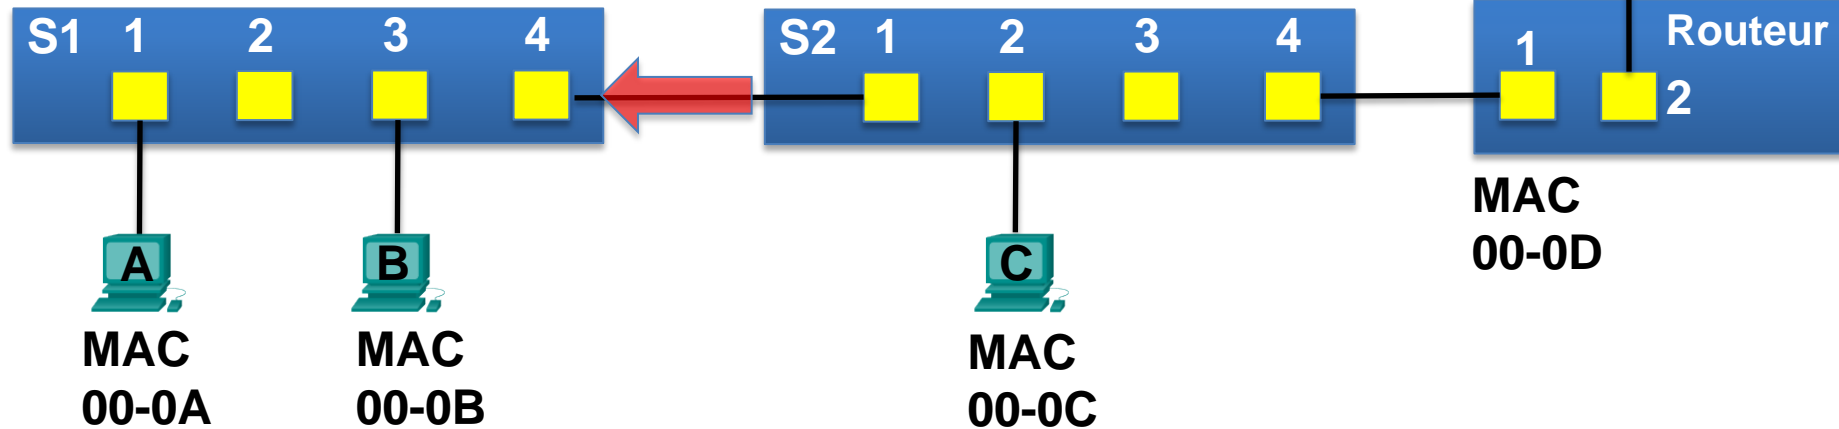 S1 1 2 3 4
S2 1 2 3 4
1 Routeur
2
A
B
C
MAC
00-0A
MAC
00-0B
MAC
00-0C
MAC
00-0D